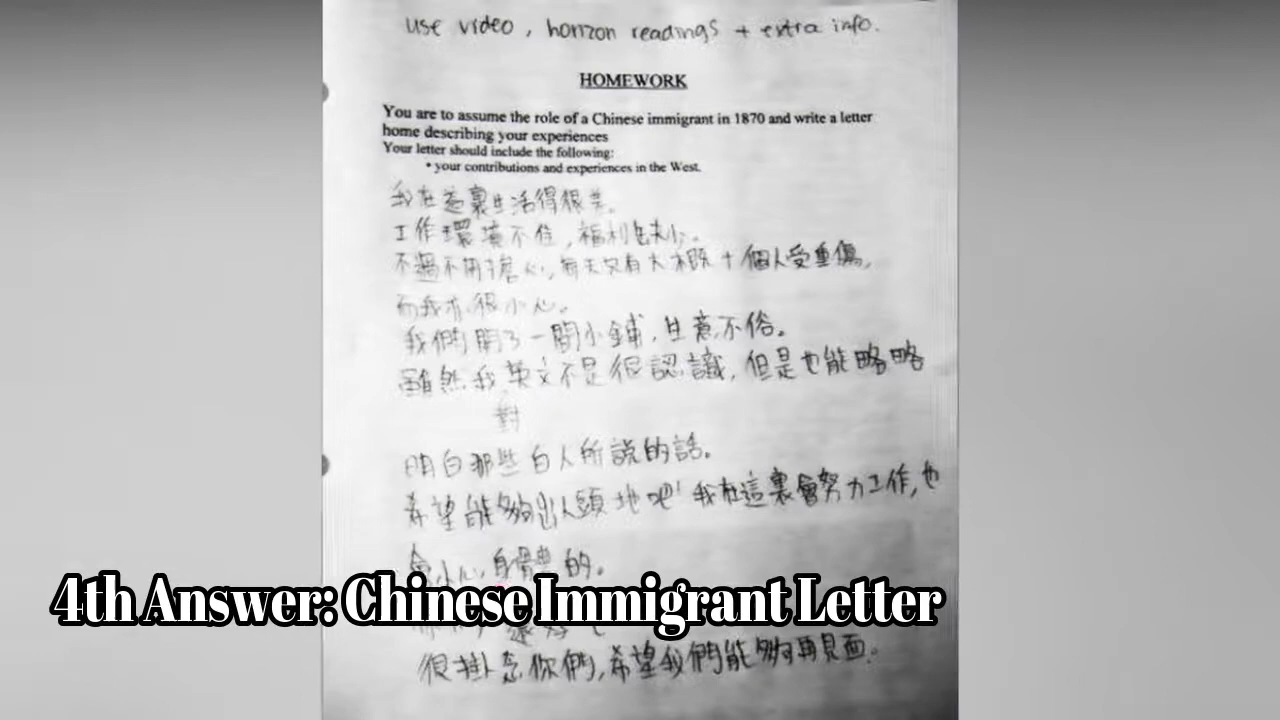 use video, horizon readings + extra info.
HOMEWORK
You are to assume the role of a Chinese immigrant in 1870 and write a letter
home describing your experiences
Your letter should include the following:
• your contributions and experiences in the West.
我在這裏生活得很差。
工作環境不佳,福利也缺少。
不過不用擔心,每天只有大概十個人受重傷,
而我亦很小心。
我們開了一間小鋪,生意不俗。
雖然我英文不是很認識,但是也能略略
對
明白那些白人所說的話。
希望能夠出人頭地吧!我在這裏會努力工作,也
會小心身體的。
還好
4th Answer: Chinese Immigrant Letter
很掛念你們,希望我們能夠再見面。